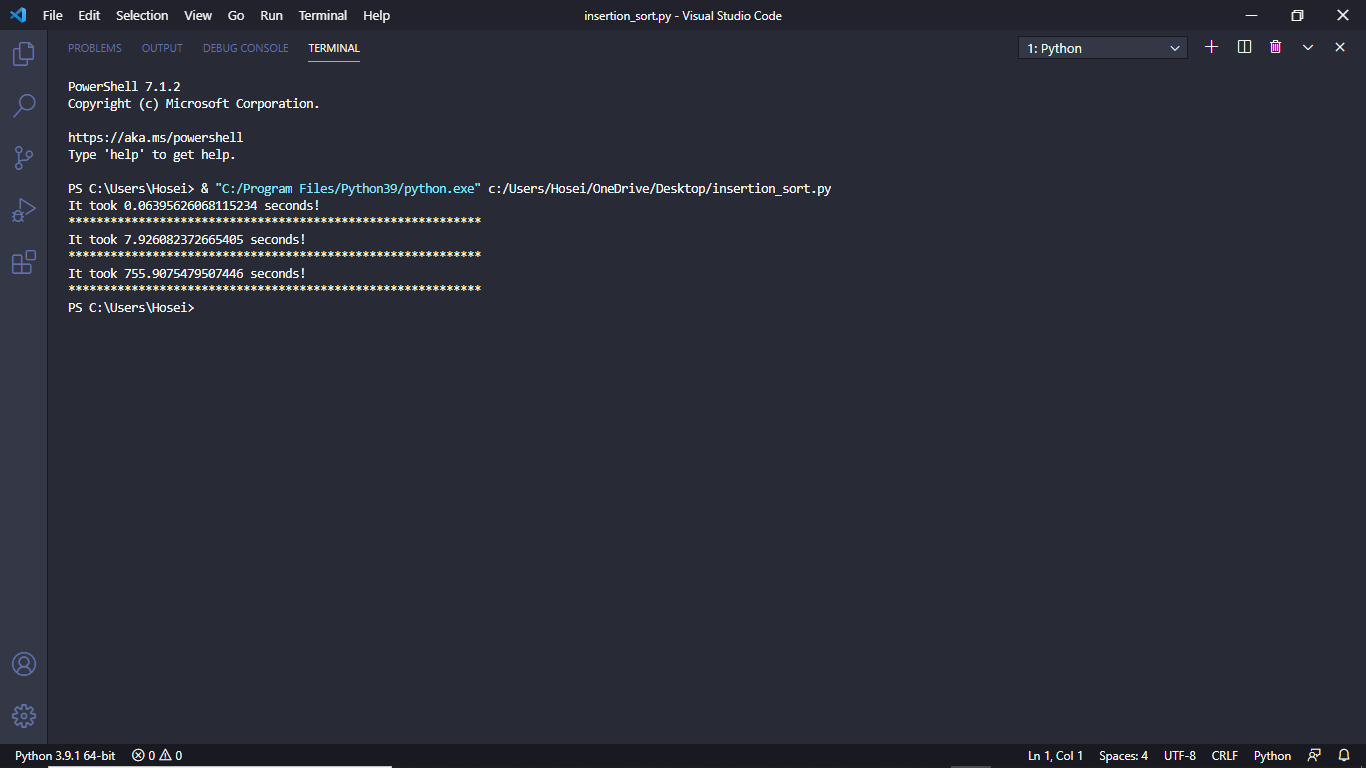 File Edit Selection View Go Run Terminal Help insertion_sort.py - Visual Studio Code
PROBLEMS OUTPUT DEBUG CONSOLE TERMINAL 1: Python
PowerShell 7.1.2
Copyright (c) Microsoft Corporation.
https://aka.ms/powershell
Type 'help' to get help.
PS C:\Users\Hosei> & "C:/Program Files/Python39/python.exe" c:/Users/Hosei/OneDrive/Desktop/insertion_sort.py
It took 0.06395626068115234 seconds!
***********************************************************
It took 7.926082372665405 seconds!
***********************************************************
It took 755.9075479507446 seconds!
***********************************************************
PS C:\Users\Hosei>
Python 3.9.1 64-bit 0 0 Ln 1, Col 1 Spaces: 4 UTF-8 CRLF Python